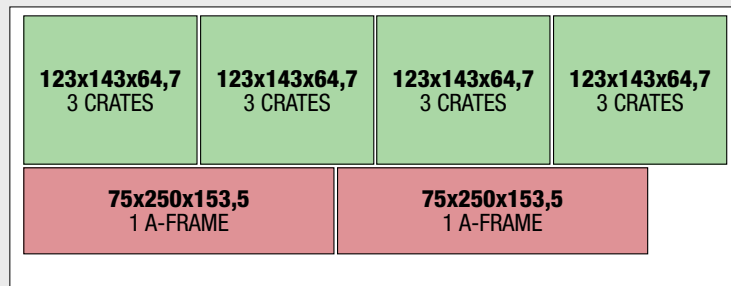 123x143x64,7
3 CRATES
123x143x64,7
3 CRATES
123x143x64,7
3 CRATES
123x143x64,7
3 CRATES
75x250x153,5
1 A-FRAME
75x250x153,5
1 A-FRAME